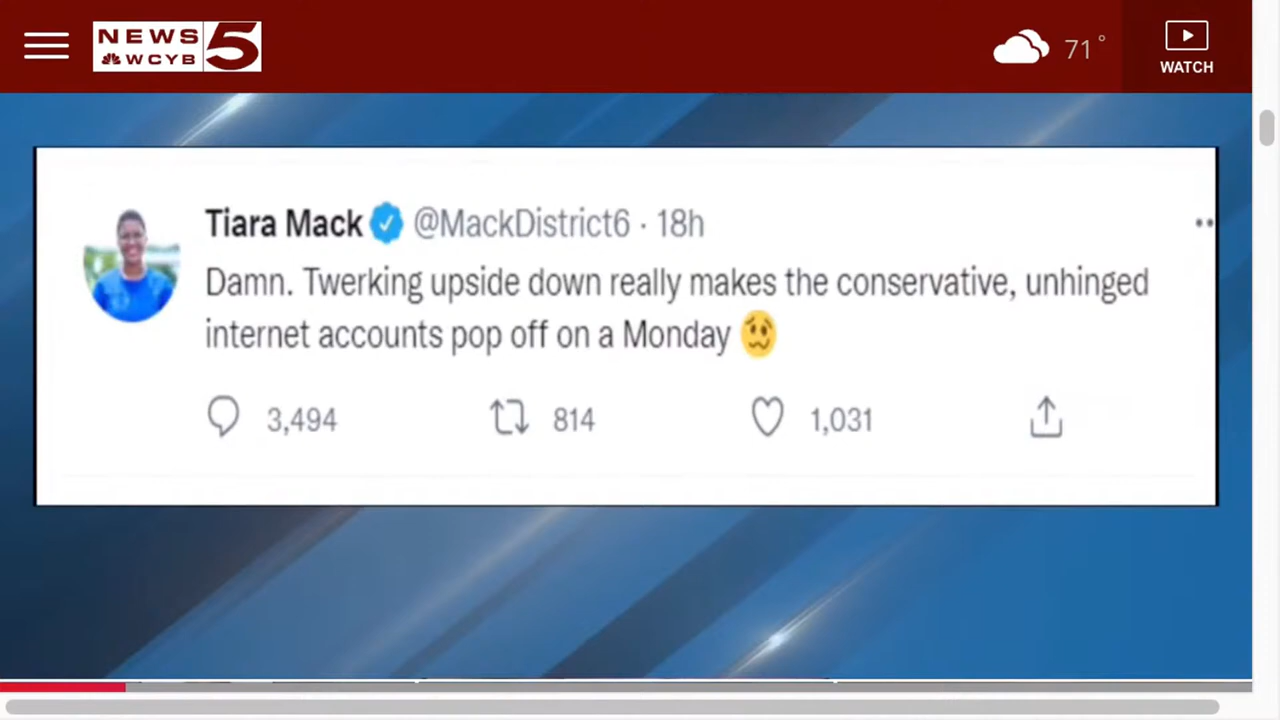 NEWS 5
WCYB
71°
WATCH
Tiara Mack @MackDistrict6 · 18h
Damn. Twerking upside down really makes the conservative, unhinged
internet accounts pop off on a Monday 🥴
3,494 814 1,031